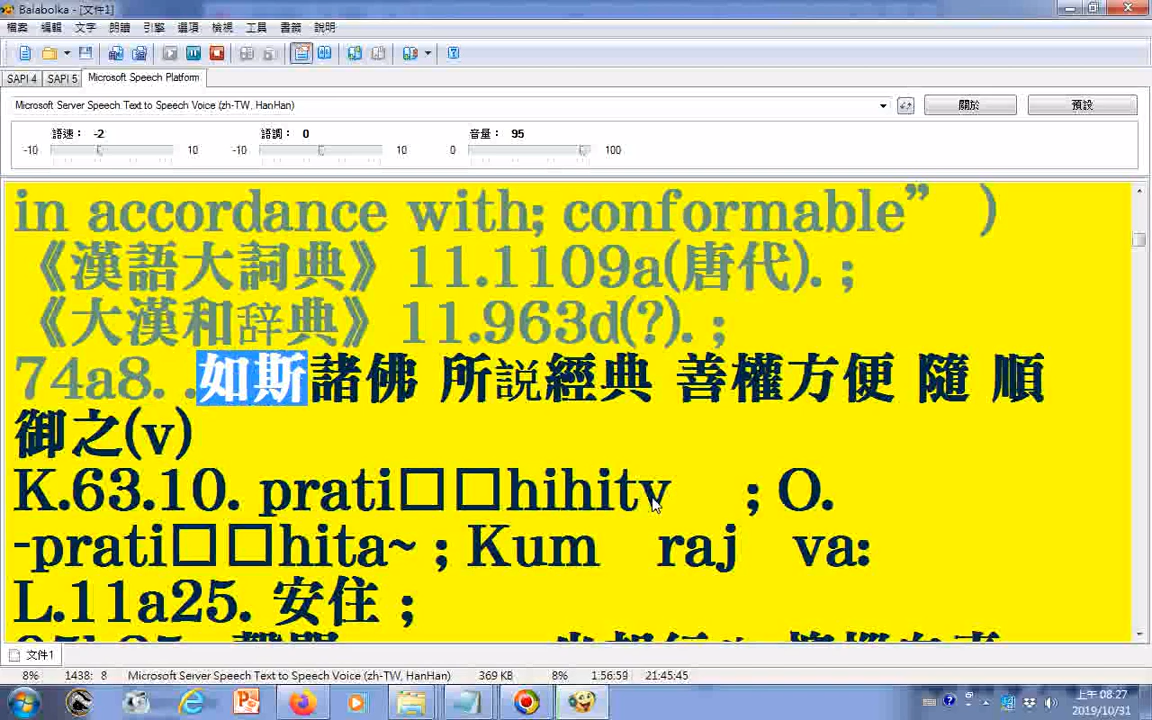 Balabolka - [文件1]
檔案 編輯 文字 朗讀 引擎 選項 檢視 工具 書籤 說明
SAPI 4 SAPI 5 Microsoft Speech Platform
Microsoft Server Speech Text to Speech Voice (zh-TW, HanHan) 關於 預設
語速: -2 語調: 0 音量: 95
-10 10 -10 10 0 100
in accordance with; conformable” )
《漢語大詞典》 11.1109a(唐代). ;
《大漢和辞典》 11.963d(?). ;
74a8. .如斯諸佛 所説經典 善權方便 隨 順
御之(v)
K.63.10. prati□□hihitv ; O.
-prati□□hita~ ; Kum raj va:
L.11a25. 安住 ;
文件1
8% 1438: 8 Microsoft Server Speech Text to Speech Voice (zh-TW, HanHan) 369 KB 8% 1:56:59 21:45:45
上午 08:27
2019/10/31